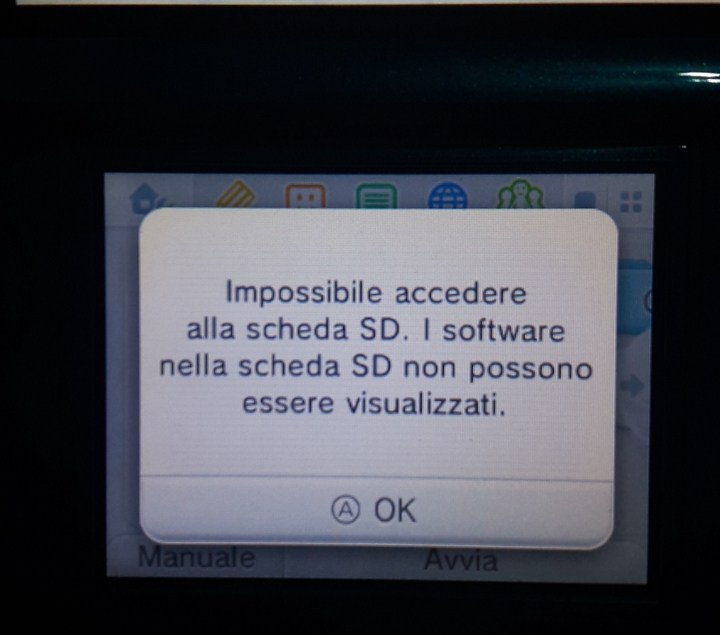 Impossibile accedere
alla scheda SD. I software
nella scheda SD non possono
essere visualizzati.
Ⓐ OK
Manuale
Avvia